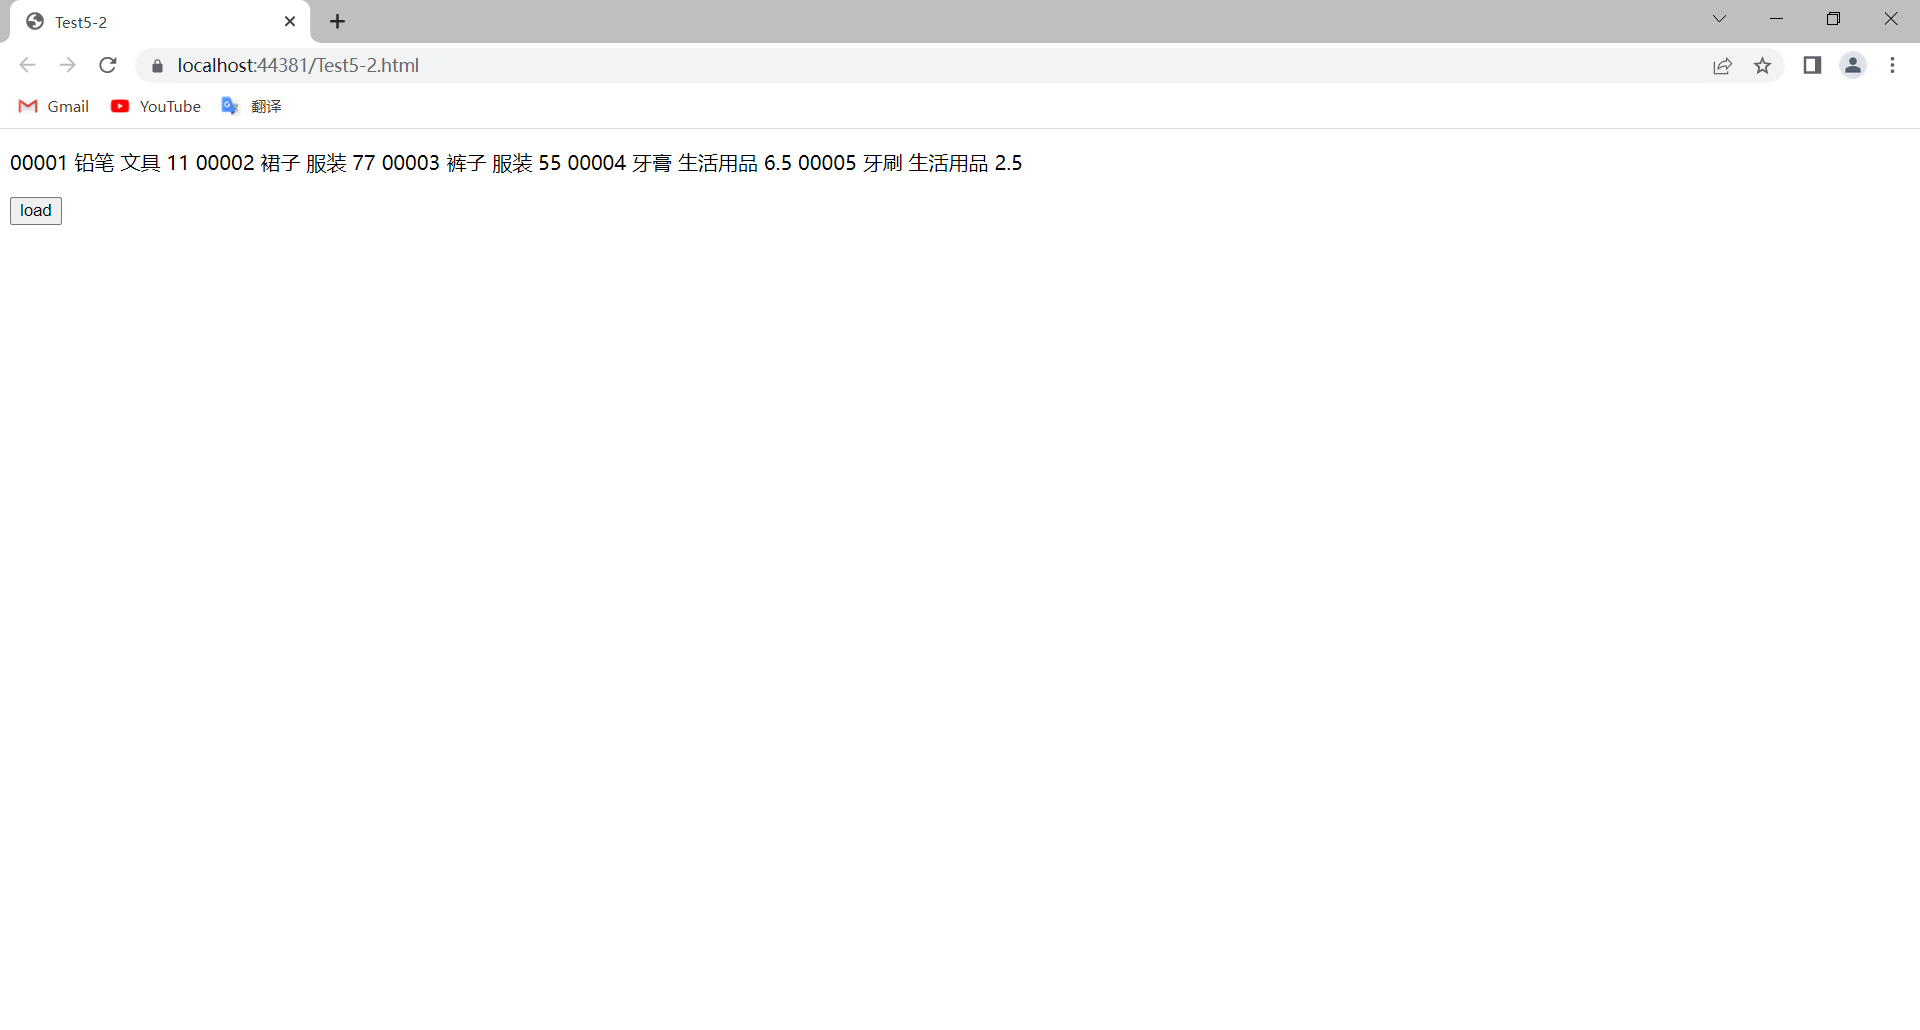 Test5-2
localhost:44381/Test5-2.html
Gmail YouTube 翻译
00001 铅笔 文具 11 00002 裙子 服装 77 00003 裤子 服装 55 00004 牙膏 生活用品 6.5 00005 牙刷 生活用品 2.5
load